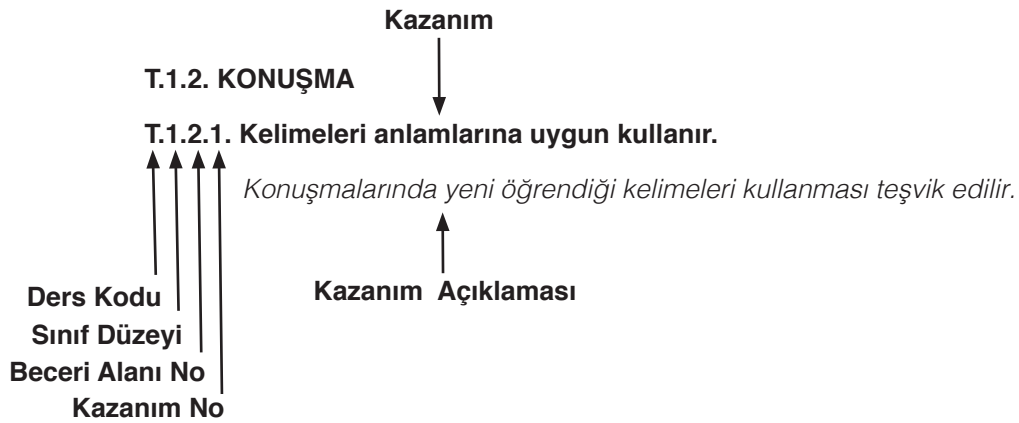 Kazanım
T.1.2. KONUŞMA
T.1.2.1. Kelimeleri anlamlarına uygun kullanır.
Konuşmalarında yeni öğrendiği kelimeleri kullanması teşvik edilir.
Kazanım Açıklaması
Ders Kodu
Sınıf Düzeyi
Beceri Alanı No
Kazanım No